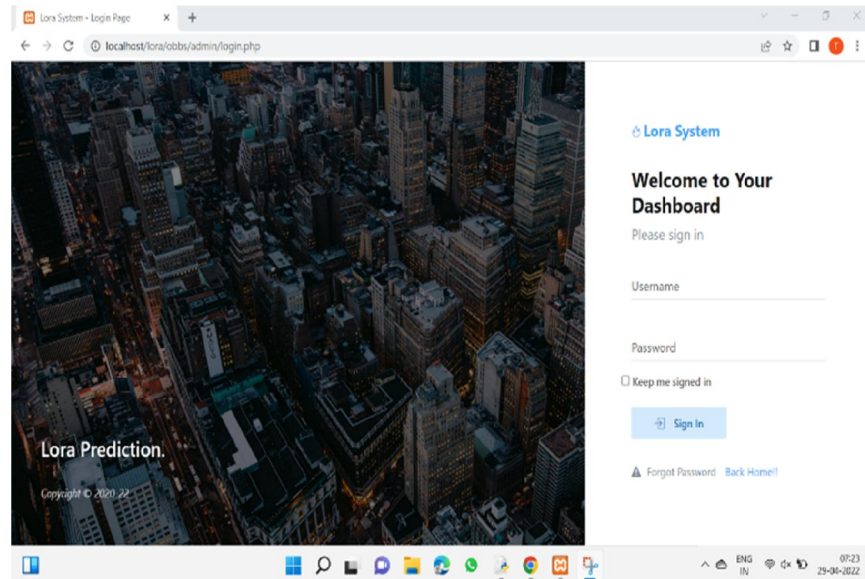 Lora System - Login Page
localhost/lora/obbs/admin/login.php
Lora System
Welcome to Your
Dashboard
Please sign in
Username
Password
Keep me signed in
Sign In
Forgot Password Back Home!!
Lora Prediction.
Copyright © 2020-22
ENG
IN
07:23
29-04-2022